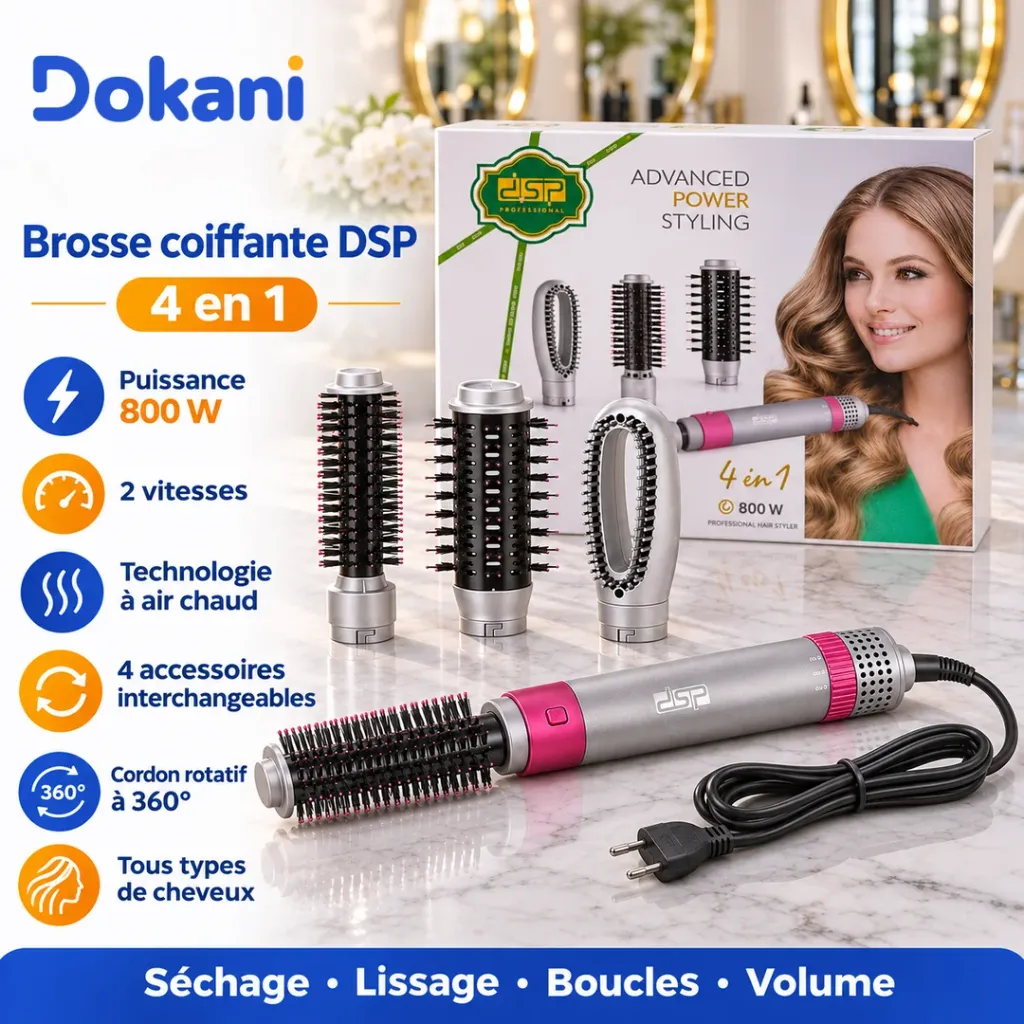 Dokani
Brosse coiffante DSP
4 en 1
Puissance
800 W
2 vitesses
Technologie
à air chaud
4 accessoires
interchangeables
360°
Cordon rotatif
à 360°
Tous types
de cheveux
dsp
PROFESSIONAL
ADVANCED
POWER
STYLING
4 en 1
800 W
PROFESSIONAL HAIR STYLER
dsp
Séchage • Lissage • Boucles • Volume